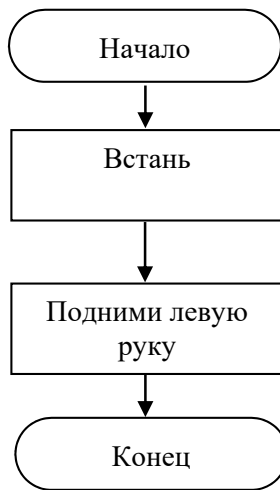 Начало
Встань
Подними левую
руку
Конец